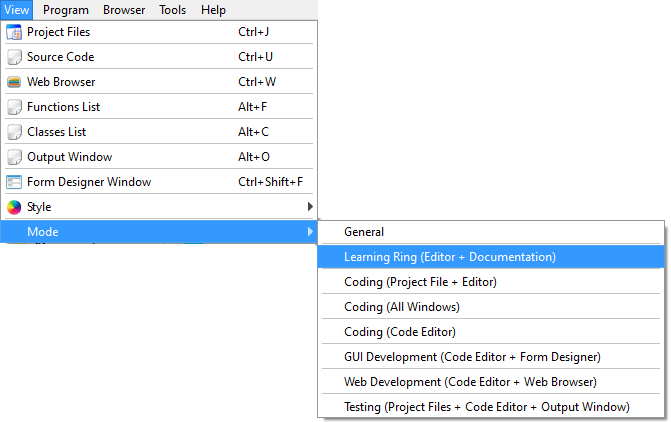 View Program Browser Tools Help
Project Files Ctrl+J
Source Code Ctrl+U
Web Browser Ctrl+W
Functions List Alt+F
Classes List Alt+C
Output Window Alt+O
Form Designer Window Ctrl+Shift+F
Style
Mode
General
Learning Ring (Editor + Documentation)
Coding (Project File + Editor)
Coding (All Windows)
Coding (Code Editor)
GUI Development (Code Editor + Form Designer)
Web Development (Code Editor + Web Browser)
Testing (Project Files + Code Editor + Output Window)